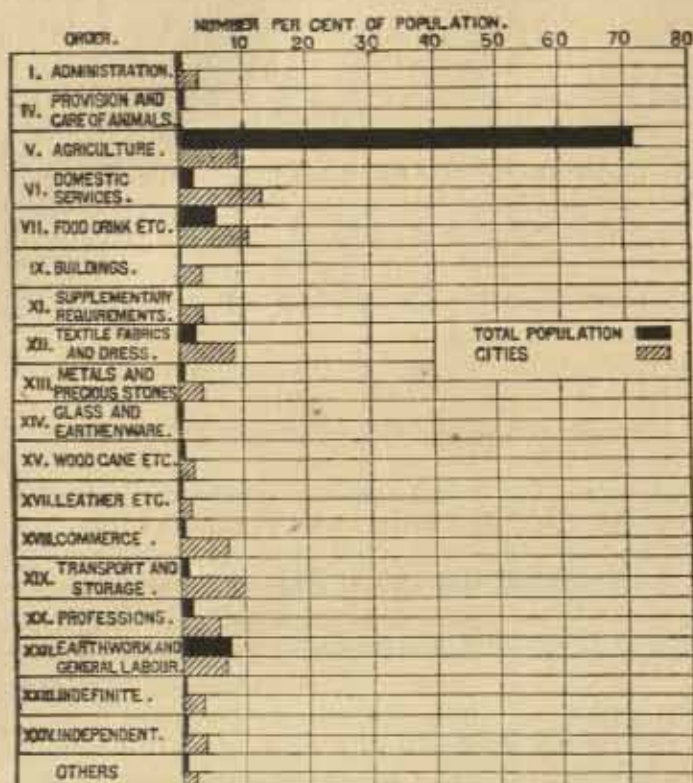 NUMBER PER CENT OF POPULATION.
ORDER.
10 20 30 40 50 60 70 80
I. ADMINISTRATION.
IV. PROVISION AND
CARE OF ANIMALS.
V. AGRICULTURE.
VI. DOMESTIC
SERVICES.
VII. FOOD DRINK ETC.
IX. BUILDINGS.
XI. SUPPLEMENTARY
REQUIREMENTS.
XII. TEXTILE FABRICS
AND DRESS.
TOTAL POPULATION
CITIES
XIII. METALS AND
PRECIOUS STONES
XIV. GLASS AND
EARTHENWARE.
XV. WOOD CANE ETC.
XVII. LEATHER ETC.
XVIII. COMMERCE.
XIX. TRANSPORT AND
STORAGE.
XX. PROFESSIONS.
XXII. EARTHWORK AND
GENERAL LABOUR.
XXIII. INDEFINITE.
XXIV. INDEPENDENT.
OTHERS